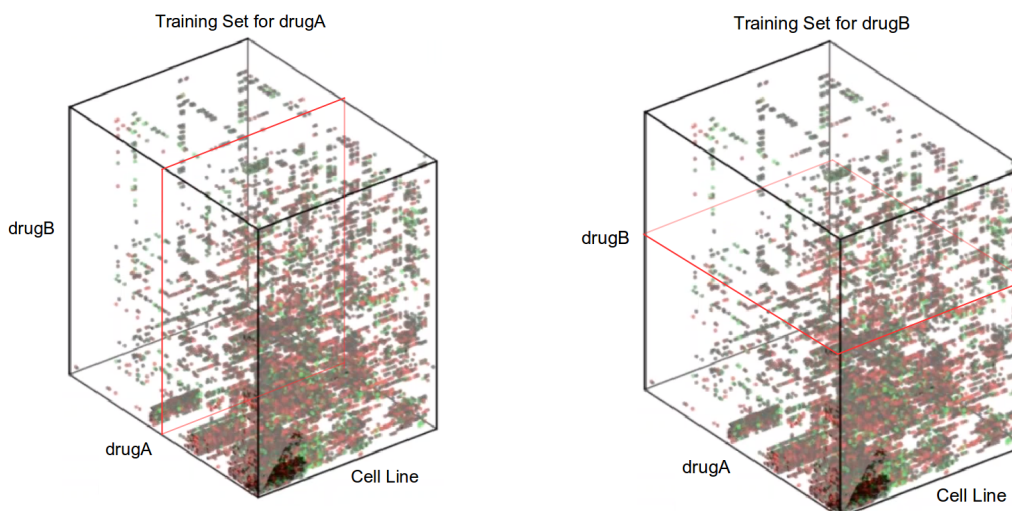 Training Set for drugA
drugB
drugA
Cell Line
Training Set for drugB
drugB
drugA
Cell Line